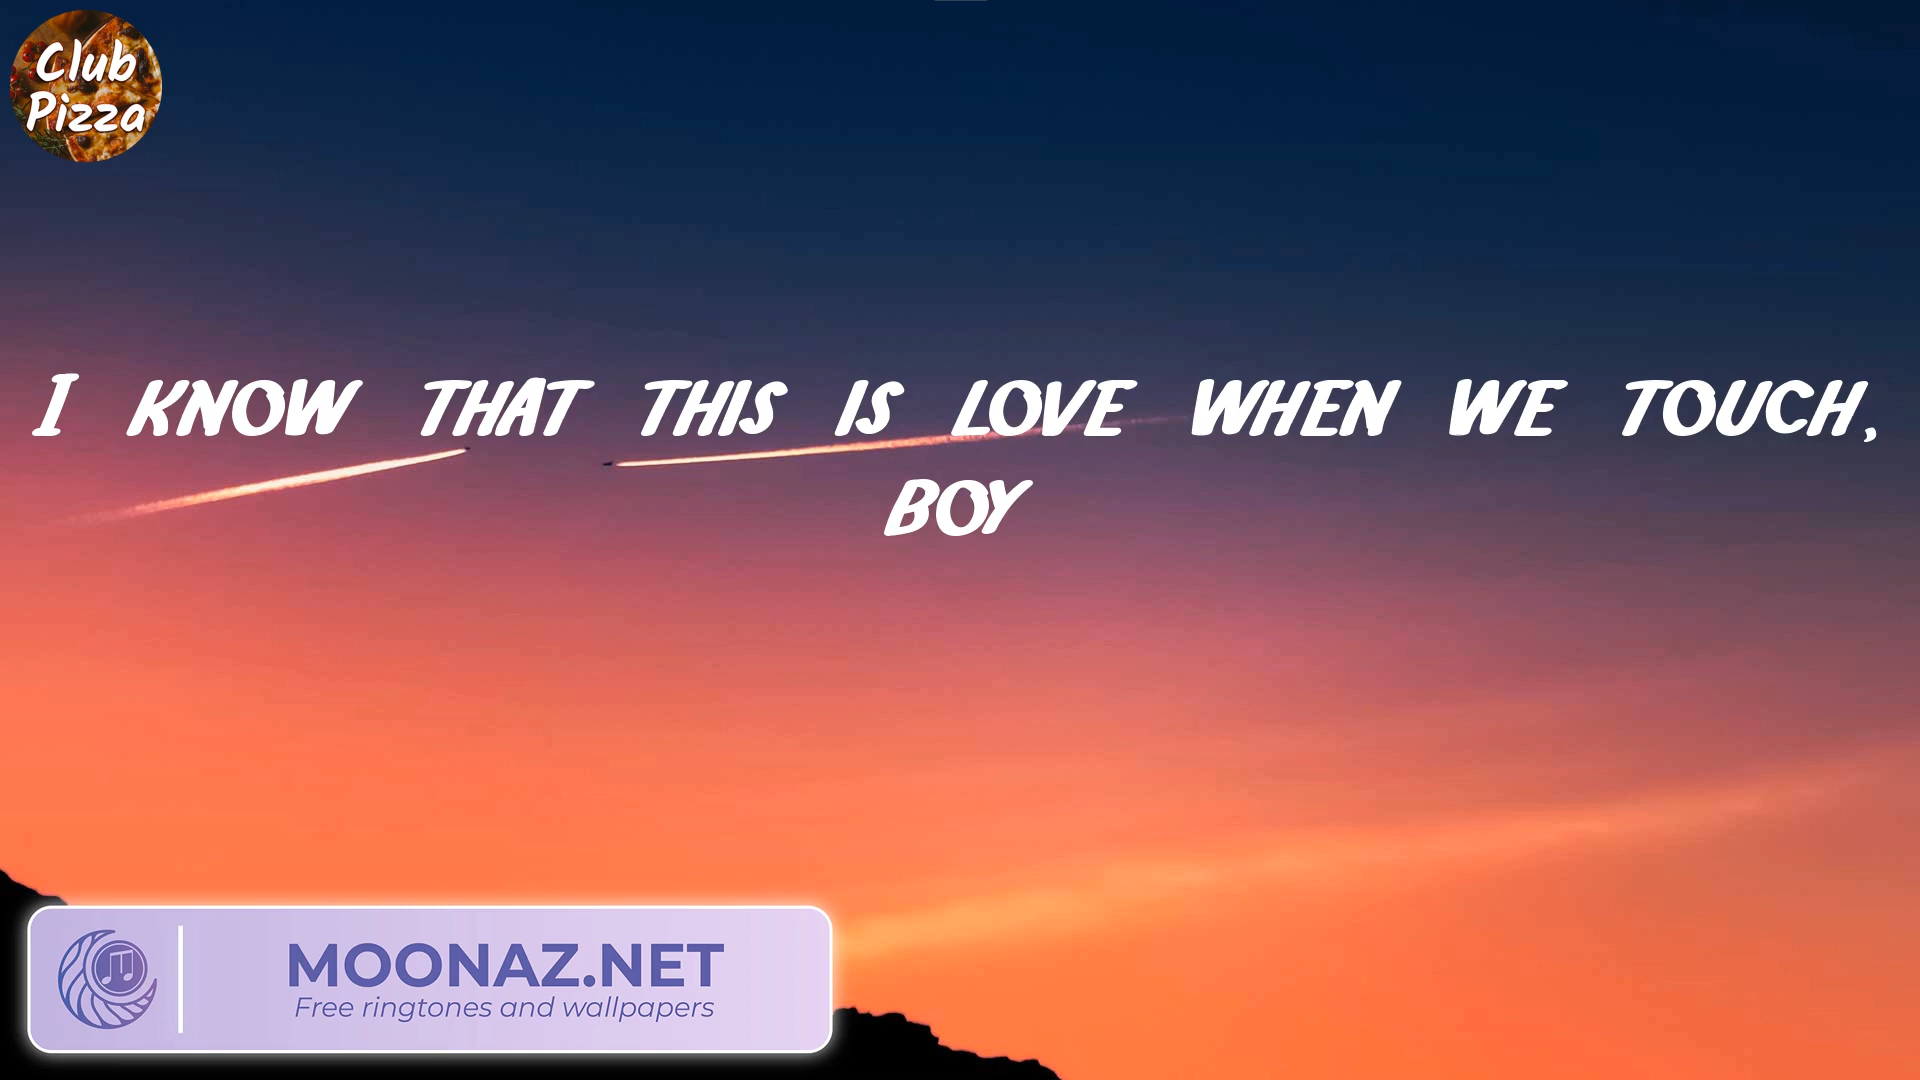 Club
Pizza
I KNOW THAT THIS IS LOVE WHEN WE TOUCH,
BOY
MOONAZ.NET
Free ringtones and wallpapers